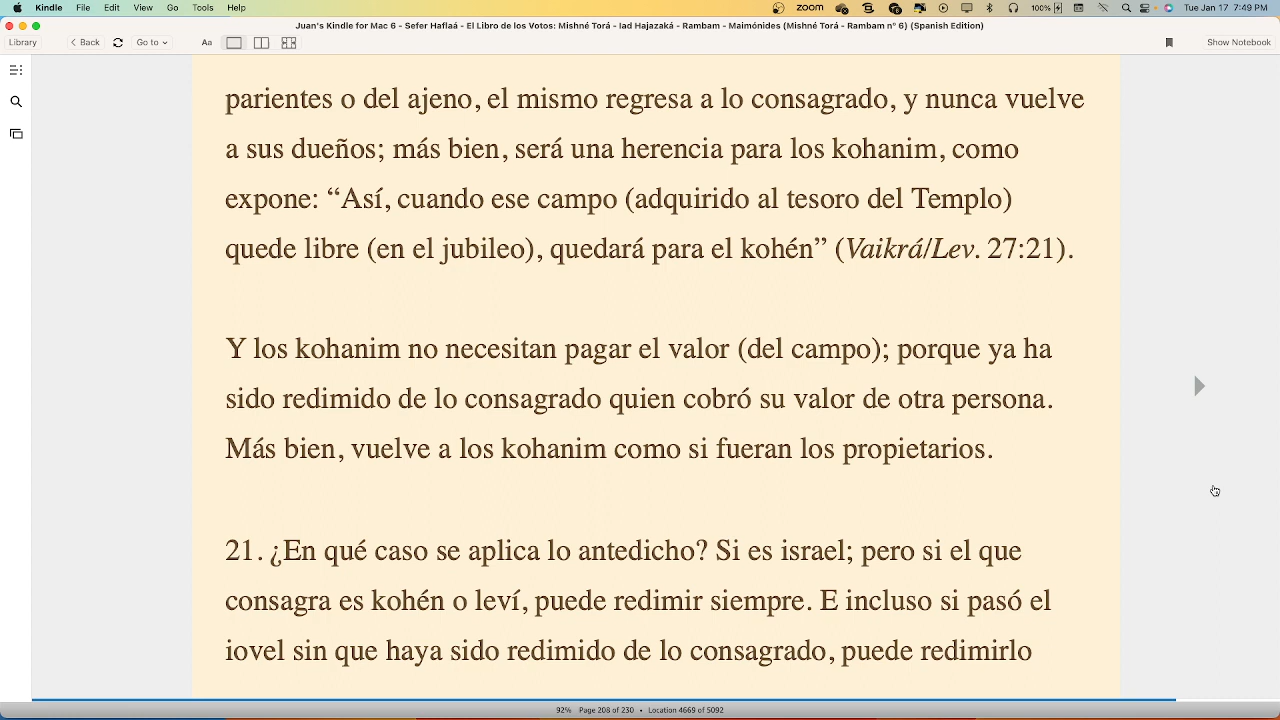 Kindle File Edit View Go Tools Help zoom 100% Tue Jan 17 7:49 PM
Juan's Kindle for Mac 6 - Sefer Haflaá - El Libro de los Votos: Mishné Torá - Iad Hajazaká - Rambam - Maimónides (Mishné Torá - Rambam nº 6) (Spanish Edition)
Library Back Go to Aa Show Notebook
parientes o del ajeno, el mismo regresa a lo consagrado, y nunca vuelve
a sus dueños; más bien, será una herencia para los kohanim, como
expone: “Así, cuando ese campo (adquirido al tesoro del Templo)
quede libre (en el jubileo), quedará para el kohén” (Vaikrá/Lev. 27:21).
Y los kohanim no necesitan pagar el valor (del campo); porque ya ha
sido redimido de lo consagrado quien cobró su valor de otra persona.
Más bien, vuelve a los kohanim como si fueran los propietarios.
21. ¿En qué caso se aplica lo antedicho? Si es israel; pero si el que
consagra es kohén o leví, puede redimir siempre. E incluso si pasó el
iovel sin que haya sido redimido de lo consagrado, puede redimirlo
92% Page 208 of 230 • Location 4669 of 5092